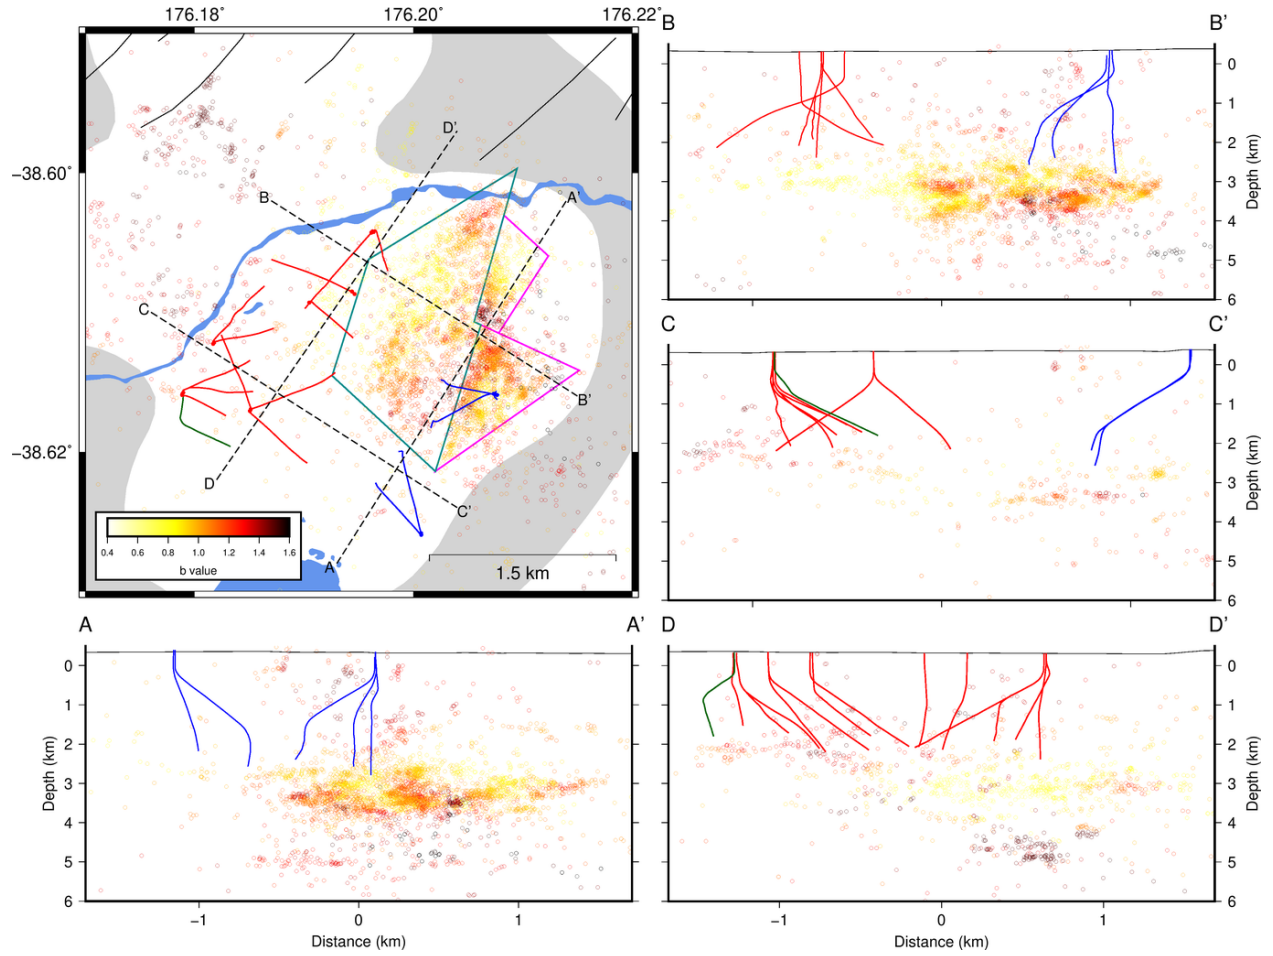 176.18° 176.20° 176.22°
−38.60°
−38.62°
D'
B
A'
C
B'
D
C'
A
0.4 0.6 0.8 1.0 1.2 1.4 1.6
b value
1.5 km
B B'
0
1
2
3
4
5
6
Depth (km)
C C'
0
1
2
3
4
5
6
Depth (km)
A A'
0
1
2
3
4
5
6
Depth (km)
−1 0 1
Distance (km)
D D'
0
1
2
3
4
5
6
Depth (km)
−1 0 1
Distance (km)